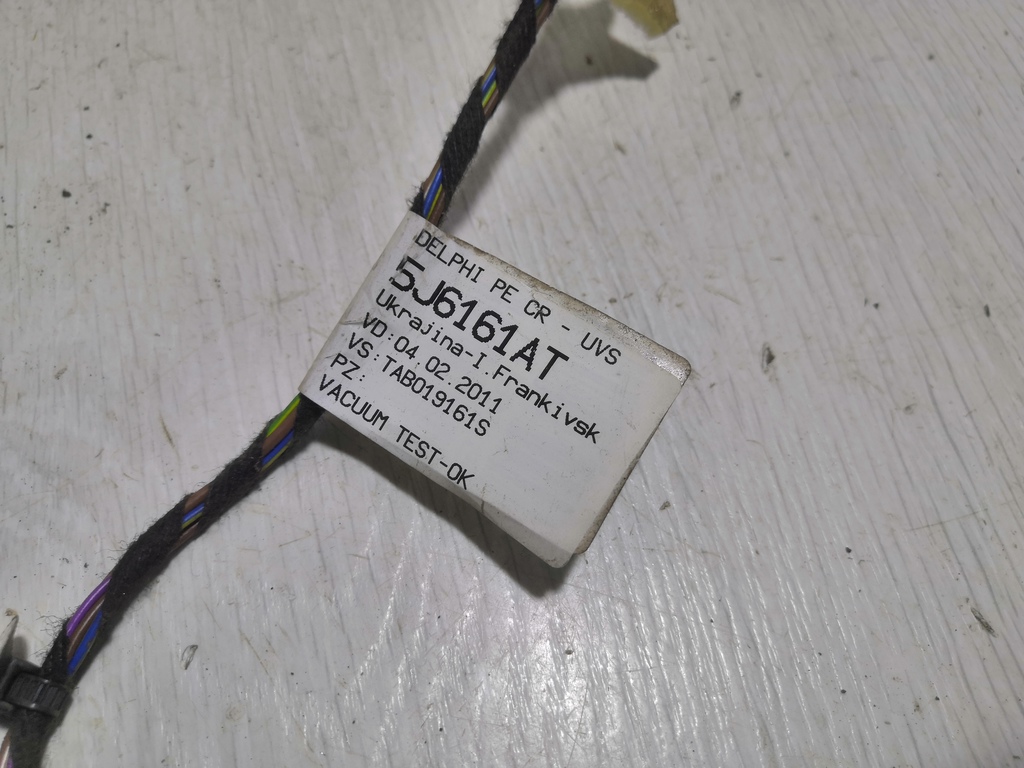 DELPHI PE CR - UVS
5J6161AT
Ukrajina-I.Frankivsk
VD:04.02.2011
VS:TAB019161S
PZ:
VACUUM TEST-OK